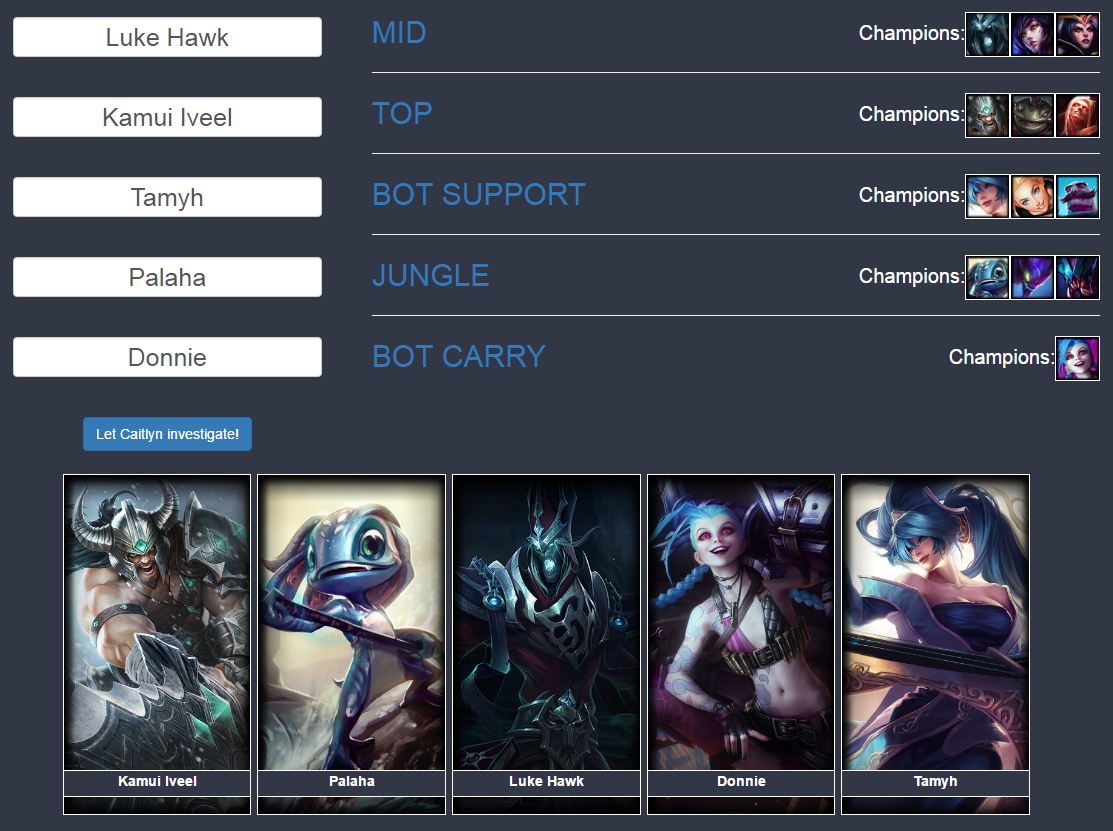 Luke Hawk
MID
Champions:
Kamui Iveel
TOP
Champions:
Tamyh
BOT SUPPORT
Champions:
Palaha
JUNGLE
Champions:
Donnie
BOT CARRY
Champions:
Let Caitlyn investigate!
Kamui Iveel
Palaha
Luke Hawk
Donnie
Tamyh